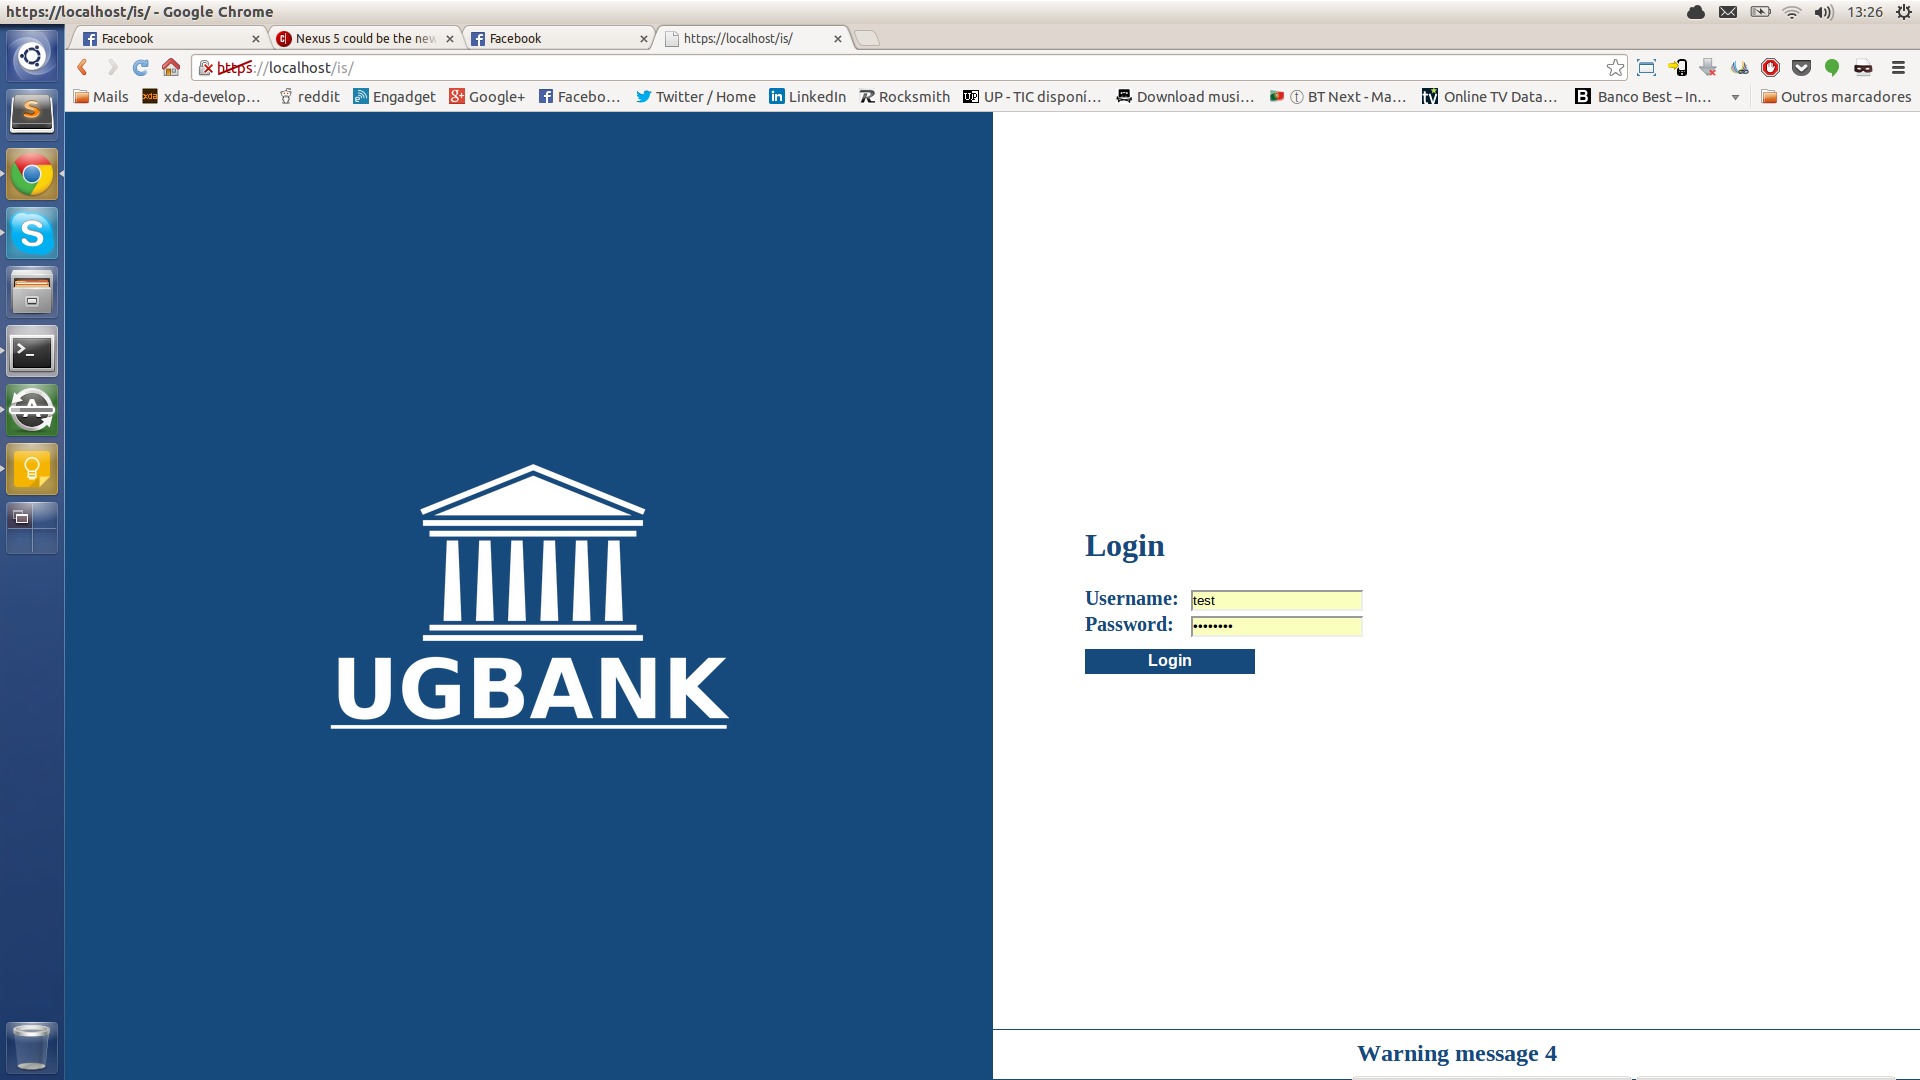 https://localhost/is/ - Google Chrome
13:26
Facebook
Nexus 5 could be the new
Facebook
https://localhost/is/
https://localhost/is/
Mails
xda-develop…
reddit
Engadget
Google+
Facebo…
Twitter / Home
LinkedIn
Rocksmith
UP - TIC disponí…
Download musi…
BT Next - Ma…
Online TV Data…
Banco Best – In…
Outros marcadores
UGBANK
Login
Username: test
Password: ••••••••
Login
Warning message 4